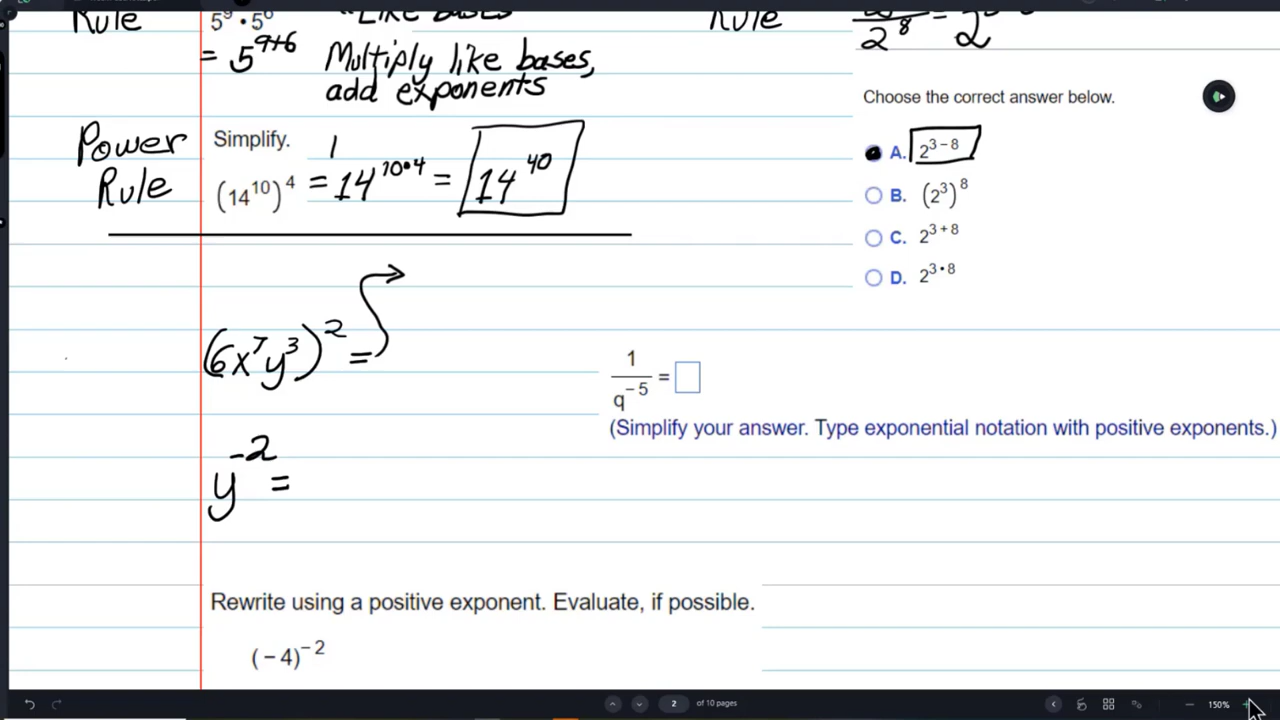 Rule
5⁹ • 5⁶
"Like bases
= 5⁹⁺⁶
Multiply like bases,
add exponents
Power
Rule
Simplify.
(14¹⁰)⁴ = 14¹⁰•⁴ = 14⁴⁰
(6x⁷y³)² =
y⁻² =
Rewrite using a positive exponent. Evaluate, if possible.
(−4)⁻²
Rule
2⁸ = 2
Choose the correct answer below.
A. 2³⁻⁸
B. (2³)⁸
C. 2³⁺⁸
D. 2³•⁸
1
q⁻⁵ =
(Simplify your answer. Type exponential notation with positive exponents.)
2 of 10 pages
150%